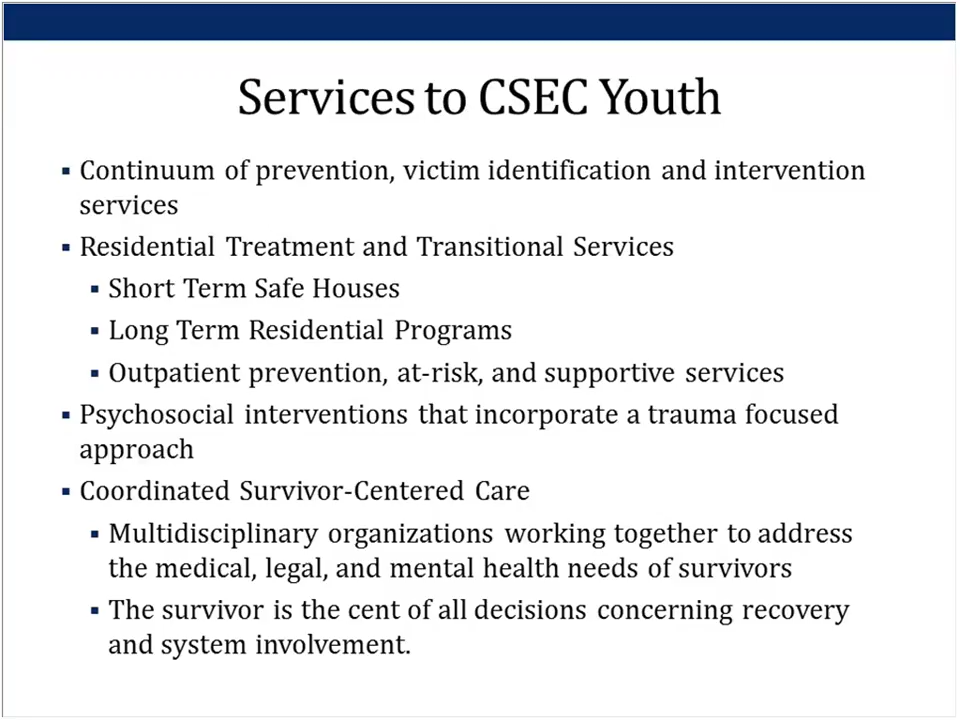 Services to CSEC Youth
▪ Continuum of prevention, victim identification and intervention
services
▪ Residential Treatment and Transitional Services
▪ Short Term Safe Houses
▪ Long Term Residential Programs
▪ Outpatient prevention, at-risk, and supportive services
▪ Psychosocial interventions that incorporate a trauma focused
approach
▪ Coordinated Survivor-Centered Care
▪ Multidisciplinary organizations working together to address
the medical, legal, and mental health needs of survivors
▪ The survivor is the cent of all decisions concerning recovery
and system involvement.